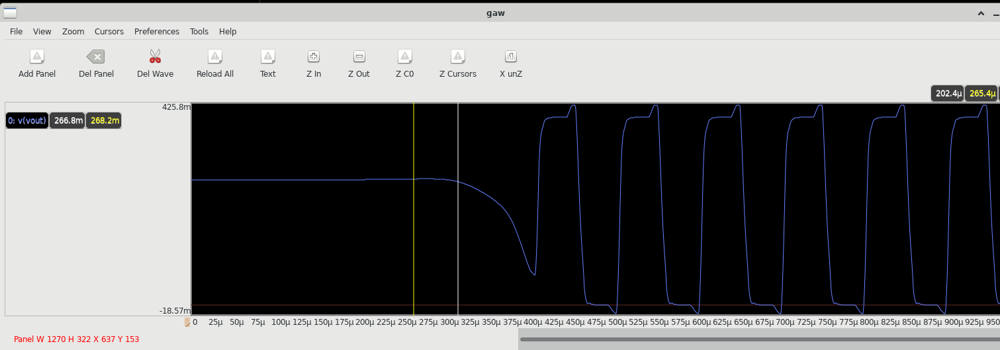 gaw
File View Zoom Cursors Preferences Tools Help
Add Panel Del Panel Del Wave Reload All Text Z In Z Out Z C0 Z Cursors X unZ
202.4µ 265.4µ
425.8m
0: v(vout) 266.8m 268.2m
-18.57m
0 25µ 50µ 75µ 100µ 125µ 150µ 175µ 200µ 225µ 250µ 275µ 300µ 325µ 350µ 375µ 400µ 425µ 450µ 475µ 500µ 525µ 550µ 575µ 600µ 625µ 650µ 675µ 700µ 725µ 750µ 775µ 800µ 825µ 850µ 875µ 900µ 925µ 950
Panel W 1270 H 322 X 637 Y 153